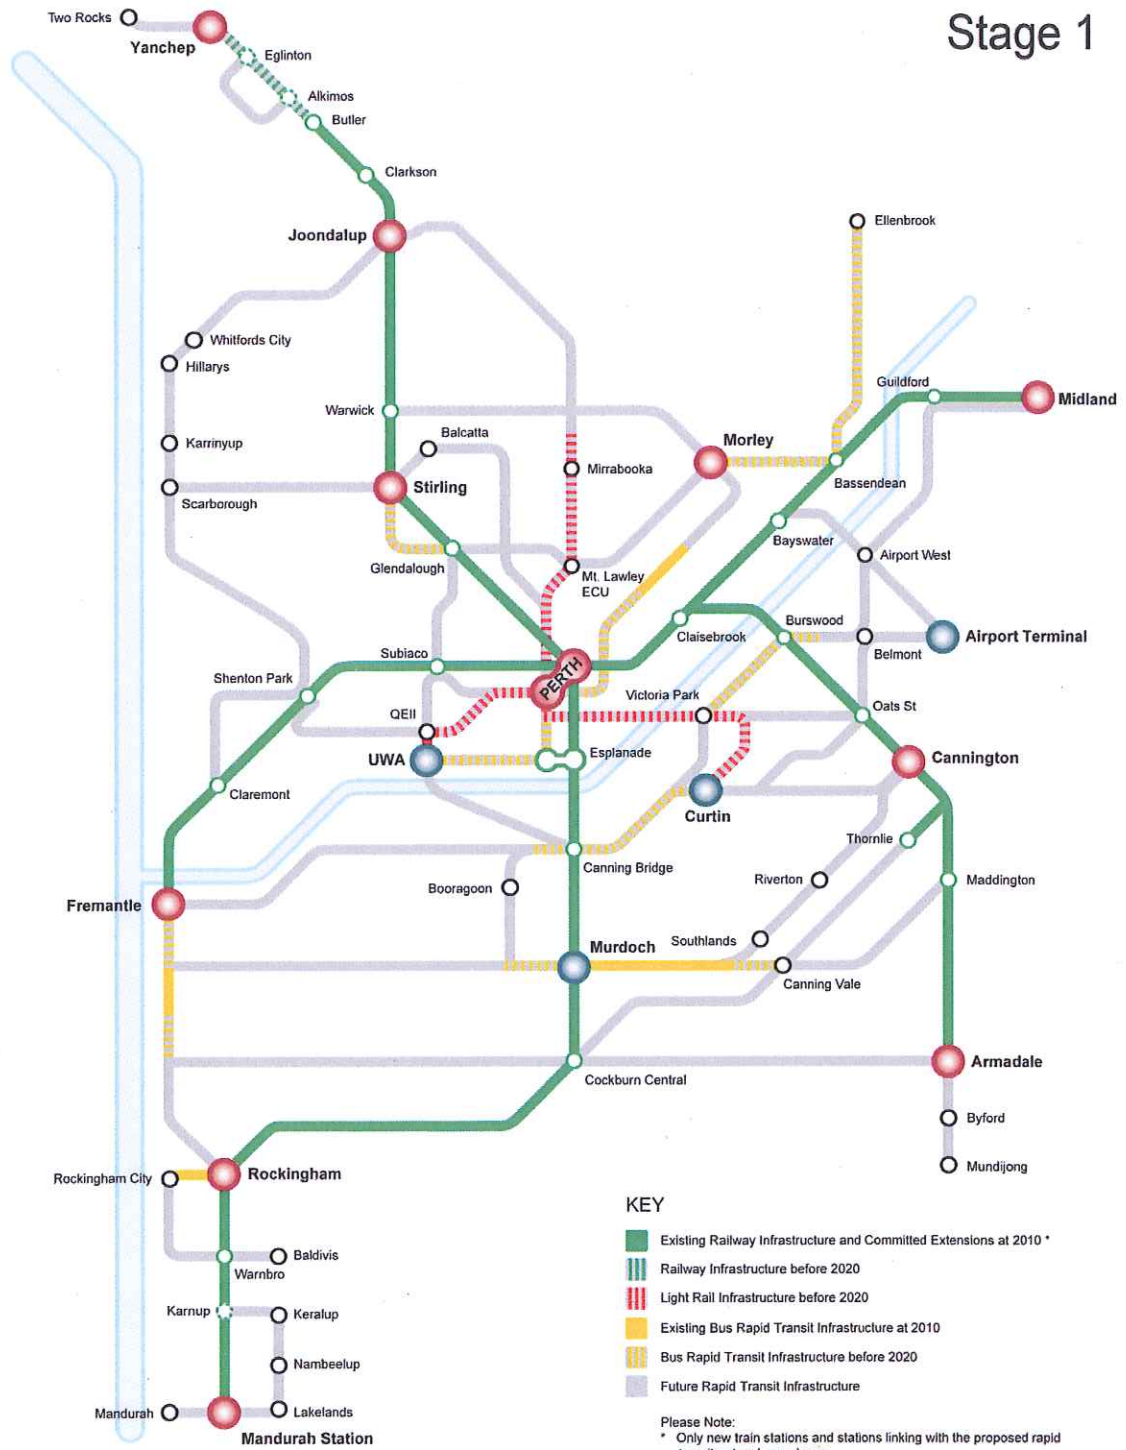 Stage 1
Two Rocks
Yanchep
Eglinton
Alkimos
Butler
Clarkson
Joondalup
Ellenbrook
Whitfords City
Hillarys
Guildford
Midland
Warwick
Balcatta
Morley
Karrinyup
Mirrabooka
Bassendean
Stirling
Scarborough
Bayswater
Airport West
Glendalough
Mt. Lawley
ECU
Claisebrook
Burswood
Airport Terminal
Belmont
Subiaco
PERTH
Shenton Park
Victoria Park
QEII
Oats St
UWA
Esplanade
Cannington
Claremont
Curtin
Thornlie
Canning Bridge
Booragoon
Riverton
Maddington
Fremantle
Southlands
Murdoch
Canning Vale
Cockburn Central
Armadale
Byford
Mundijong
Rockingham City
Rockingham
Baldivis
Warnbro
Karnup
Keralup
Nambeelup
Mandurah
Lakelands
Mandurah Station
KEY
Existing Railway Infrastructure and Committed Extensions at 2010 *
Railway Infrastructure before 2020
Light Rail Infrastructure before 2020
Existing Bus Rapid Transit Infrastructure at 2010
Bus Rapid Transit Infrastructure before 2020
Future Rapid Transit Infrastructure
Please Note:
* Only new train stations and stations linking with the proposed rapid